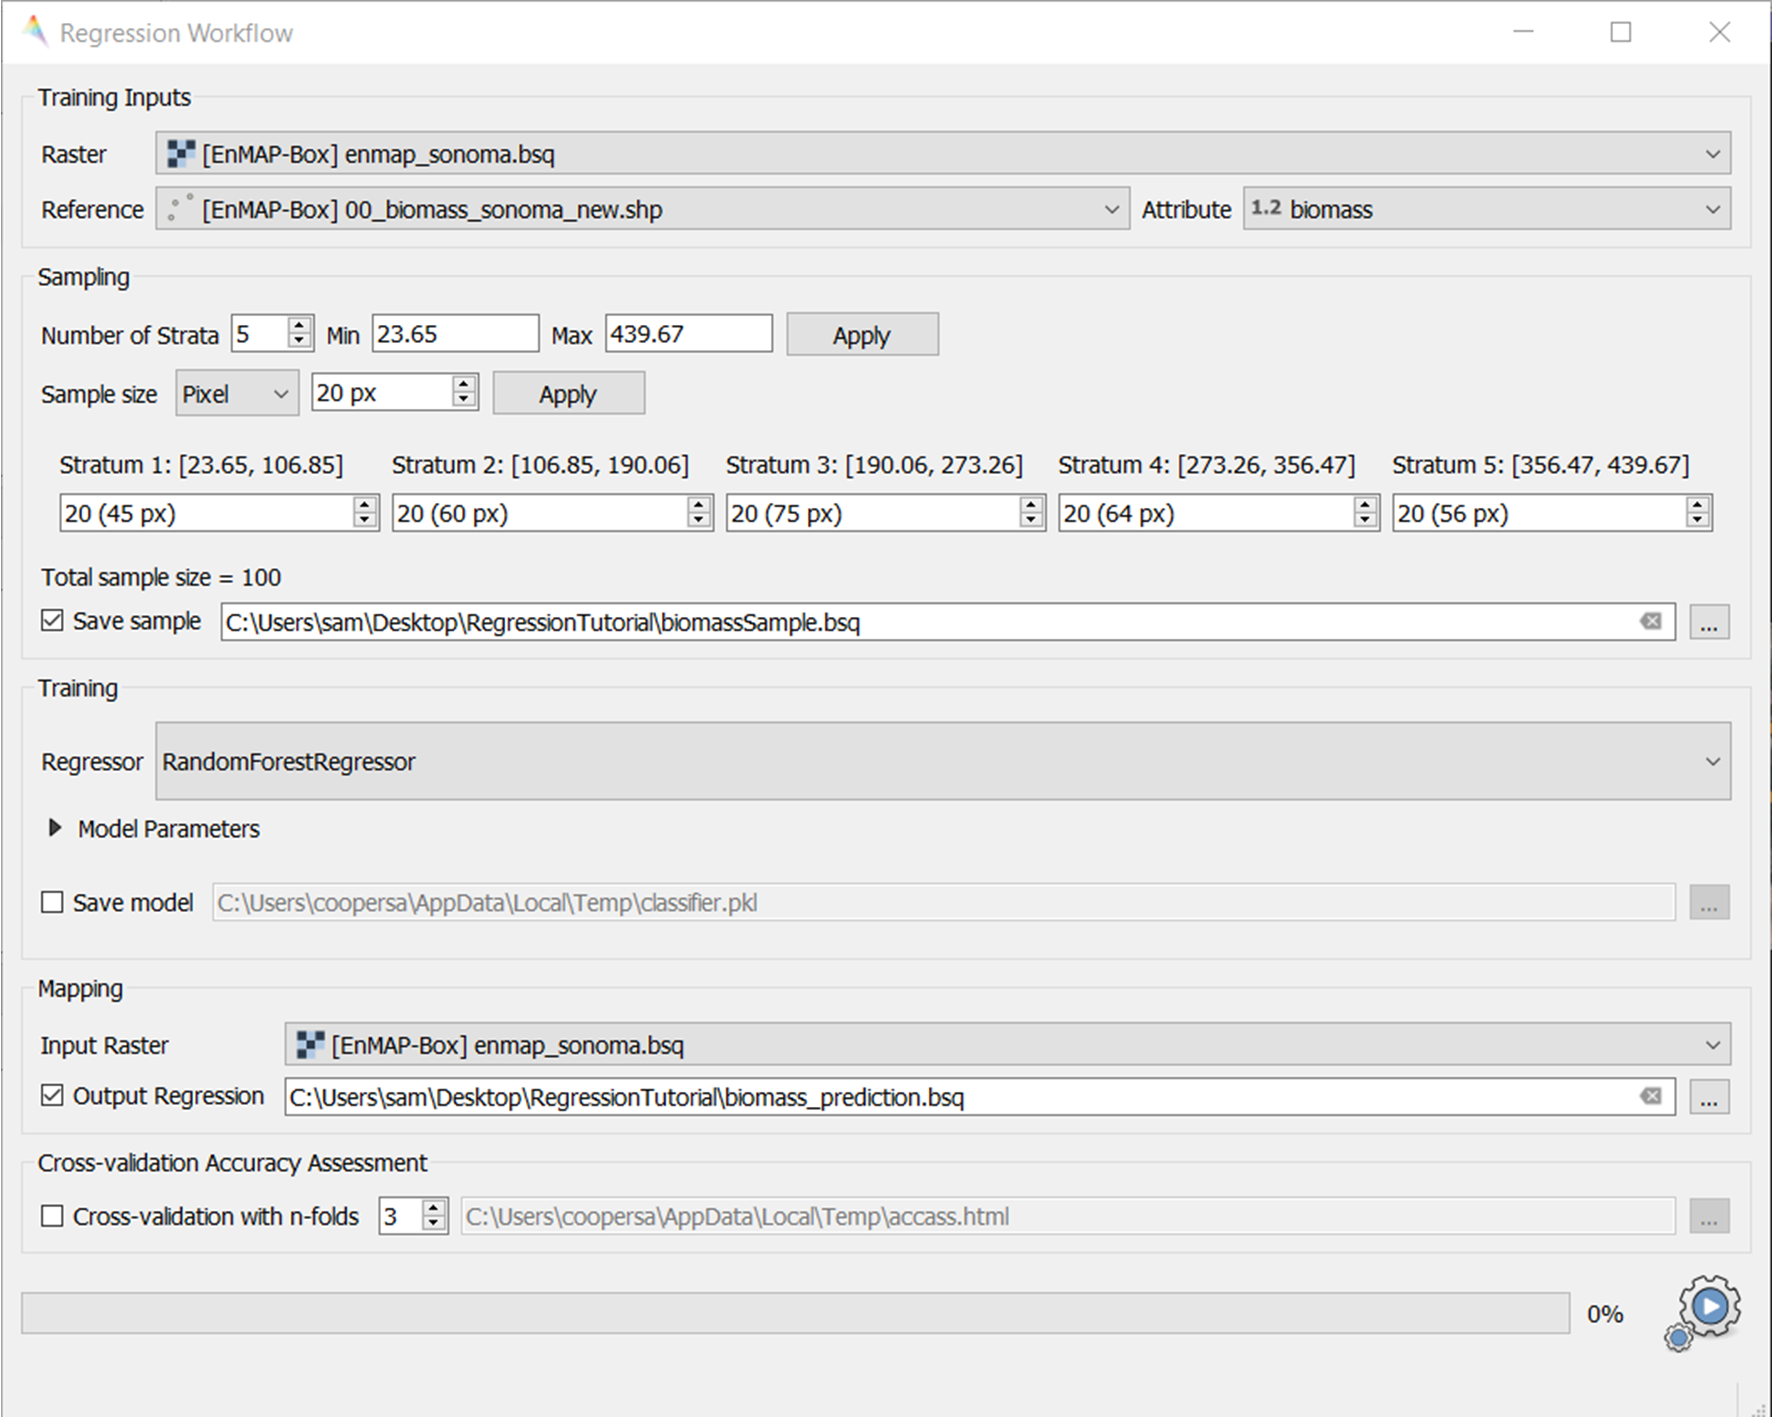 Regression Workflow
Training Inputs
Raster [EnMAP-Box] enmap_sonoma.bsq
Reference [EnMAP-Box] 00_biomass_sonoma_new.shp Attribute 1.2 biomass
Sampling
Number of Strata 5 Min 23.65 Max 439.67 Apply
Sample size Pixel 20 px Apply
Stratum 1: [23.65, 106.85] Stratum 2: [106.85, 190.06] Stratum 3: [190.06, 273.26] Stratum 4: [273.26, 356.47] Stratum 5: [356.47, 439.67]
20 (45 px) 20 (60 px) 20 (75 px) 20 (64 px) 20 (56 px)
Total sample size = 100
Save sample C:\Users\sam\Desktop\RegressionTutorial\biomassSample.bsq ...
Training
Regressor RandomForestRegressor
Model Parameters
Save model C:\Users\coopersa\AppData\Local\Temp\classifier.pkl ...
Mapping
Input Raster [EnMAP-Box] enmap_sonoma.bsq
Output Regression C:\Users\sam\Desktop\RegressionTutorial\biomass_prediction.bsq ...
Cross-validation Accuracy Assessment
Cross-validation with n-folds 3 C:\Users\coopersa\AppData\Local\Temp\accass.html ...
0%